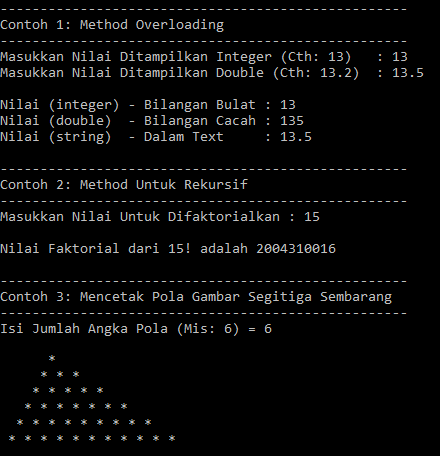 ---------------------------------------------------
Contoh 1: Method Overloading
---------------------------------------------------
Masukkan Nilai Ditampilkan Integer (Cth: 13)   : 13
Masukkan Nilai Ditampilkan Double (Cth: 13.2)  : 13.5

Nilai (integer) - Bilangan Bulat : 13
Nilai (double)  - Bilangan Cacah : 135
Nilai (string)  - Dalam Text     : 13.5

---------------------------------------------------
Contoh 2: Method Untuk Rekursif
---------------------------------------------------
Masukkan Nilai Untuk Difaktorialkan : 15

Nilai Faktorial dari 15! adalah 2004310016

---------------------------------------------------
Contoh 3: Mencetak Pola Gambar Segitiga Sembarang
---------------------------------------------------
Isi Jumlah Angka Pola (Mis: 6) = 6

      *
     * * *
    * * * * *
   * * * * * * *
  * * * * * * * * *
 * * * * * * * * * * *